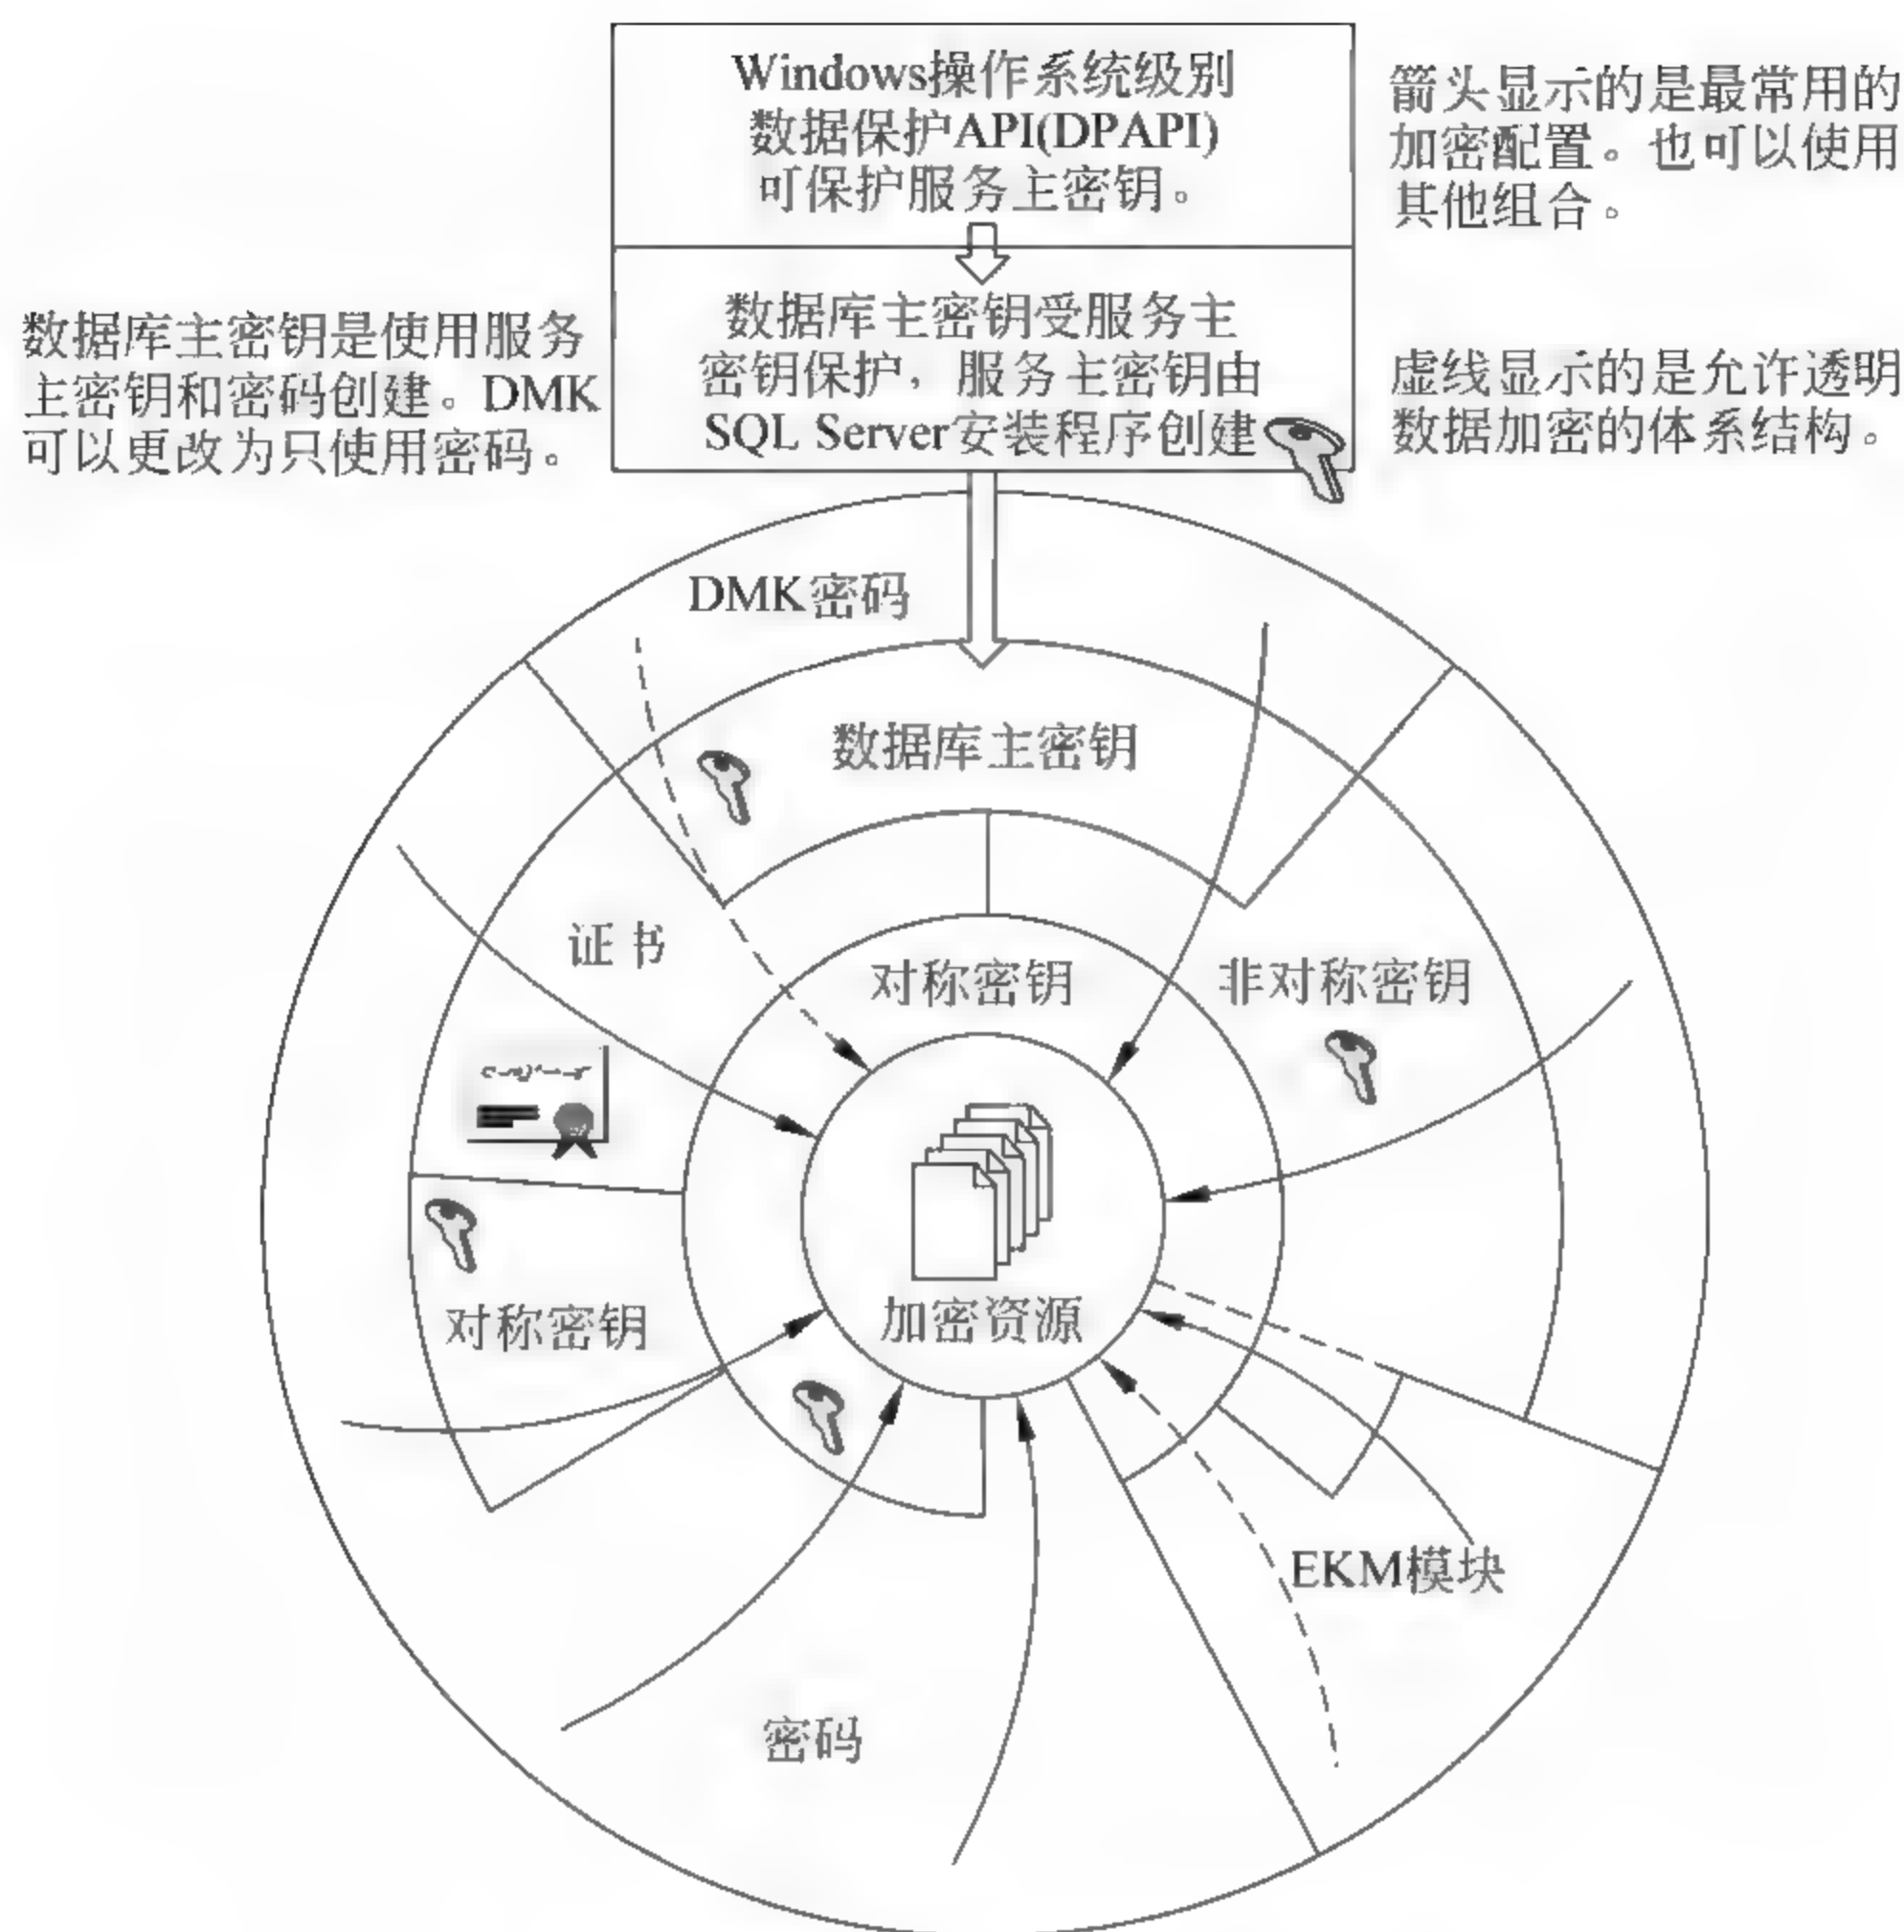 Windows操作系统级别
数据保护API(DPAPI)
可保护服务主密钥。
箭头显示的是最常用的
加密配置。也可以使用
其他组合。
数据库主密钥是使用服务
主密钥和密码创建。DMK
可以更改为只使用密码。
数据库主密钥受服务主
密钥保护，服务主密钥由
SQL Server安装程序创建
虚线显示的是允许透明
数据加密的体系结构。
DMK密码
数据库主密钥
证书
对称密钥
非对称密钥
对称密钥
加密资源
EKM模块
密码